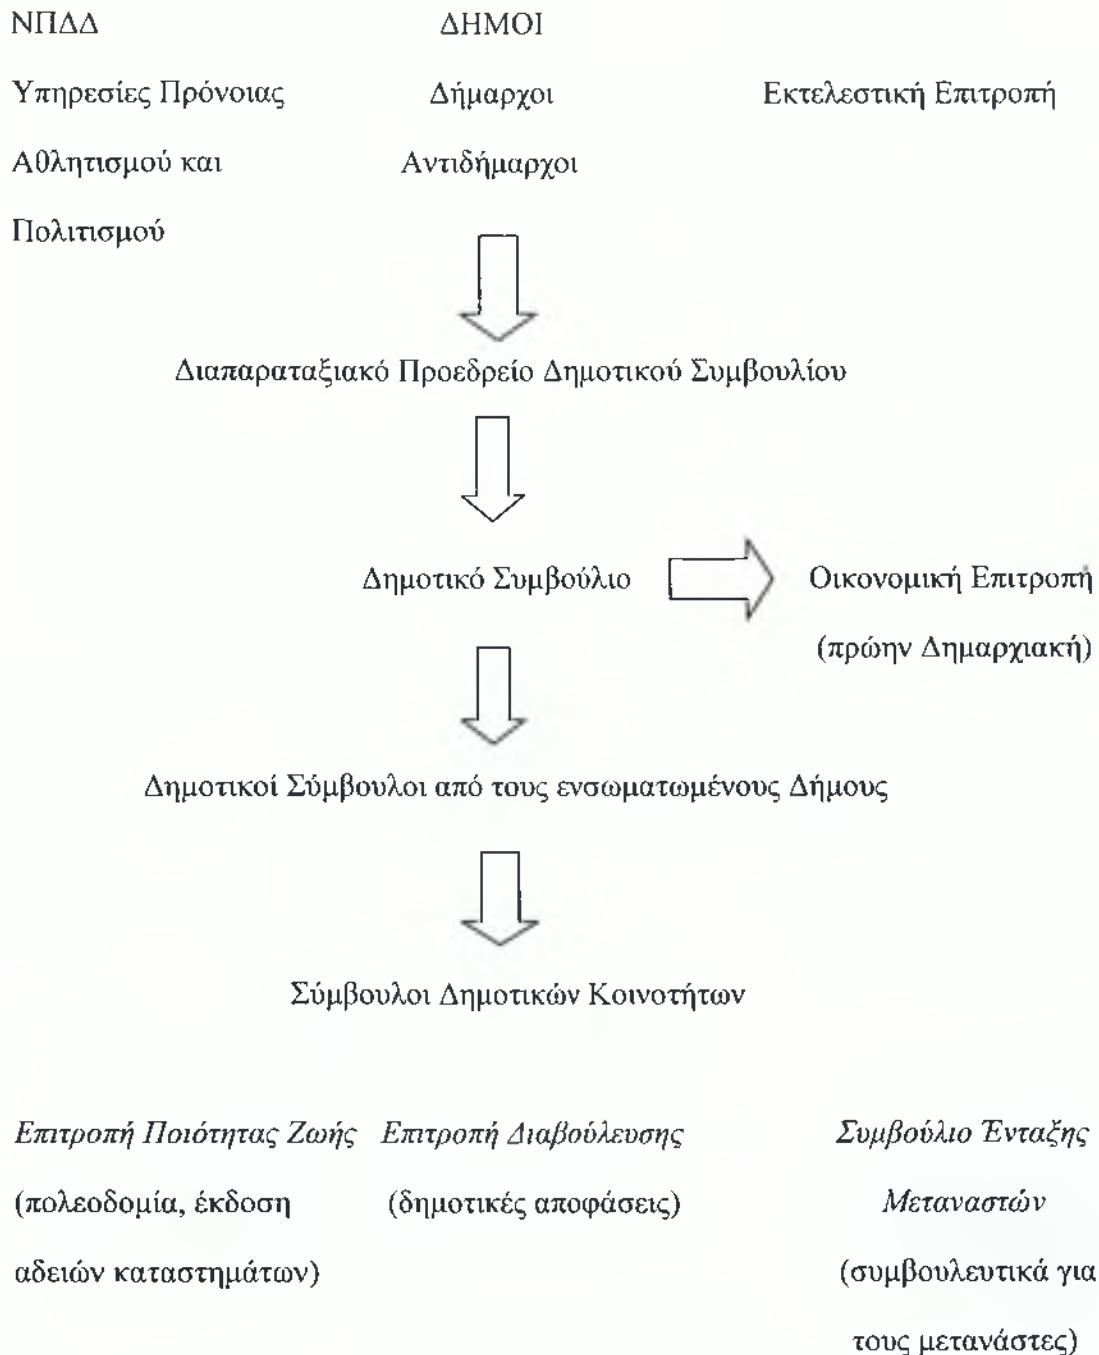 ΝΠΔΔ ΔΗΜΟΙ
Υπηρεσίες Πρόνοιας Δήμαρχοι Εκτελεστική Επιτροπή
Αθλητισμού και Αντιδήμαρχοι
Πολιτισμού
Διαπαραταξιακό Προεδρείο Δημοτικού Συμβουλίου
Δημοτικό Συμβούλιο Οικονομική Επιτροπή
(πρώην Δημαρχιακή)
Δημοτικοί Σύμβουλοι από τους ενσωματωμένους Δήμους
Σύμβουλοι Δημοτικών Κοινοτήτων
Επιτροπή Ποιότητας Ζωής Επιτροπή Διαβούλευσης Συμβούλιο Ένταξης
(πολεοδομία, έκδοση (δημοτικές αποφάσεις) Μεταναστών
αδειών καταστημάτων) (συμβουλευτικά για
τους μετανάστες)